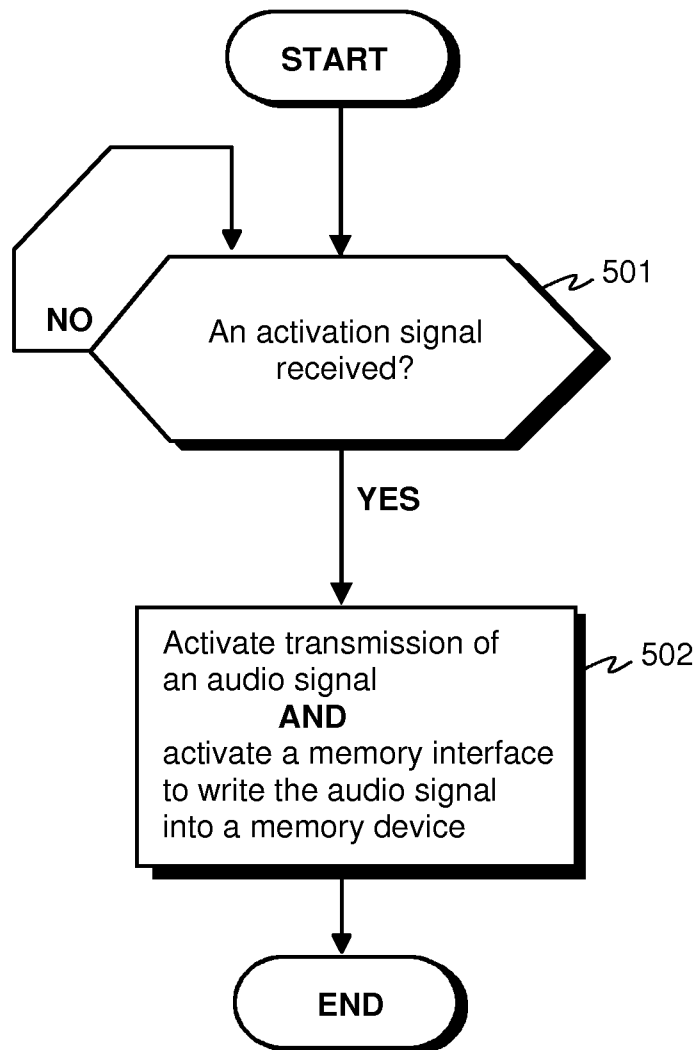 START
501
An activation signal
received?
NO
YES
Activate transmission of
an audio signal
AND
activate a memory interface
to write the audio signal
into a memory device
502
END